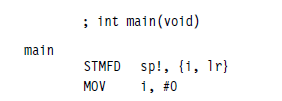 ; int main(void)
main
STMFD sp!, {i, lr}
MOV i, #0